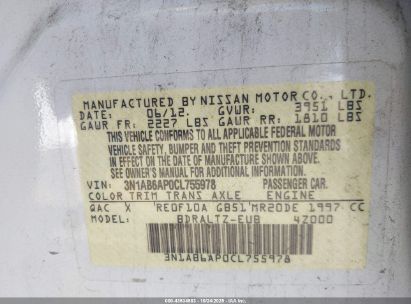 MANUFACTURED BY NISSAN MOTOR CO., LTD.
DATE: 06/12. GVWR: 3951 LBS
GAWR FR: 2227 LBS GAWR RR: 1810 LBS
THIS VEHICLE CONFORMS TO ALL APPLICABLE FEDERAL MOTOR
VEHICLE SAFETY, BUMPER, AND THEFT PREVENTION STANDARDS
IN EFFECT ON THE DATE OF MANUFACTURE SHOWN ABOVE.
VIN: 3N1AB6AP0CL755978 PASSENGER CAR.
COLOR TRIM TRANS AXLE ENGINE
QAC X RE0F10A GB51 MR20DE 1997 CC
MODEL: BDRALTZ-EUB 4Z000
SEE OWNER'S MANUAL FOR ADDITIONAL INFORMATION
3N1AB6AP0CL755978